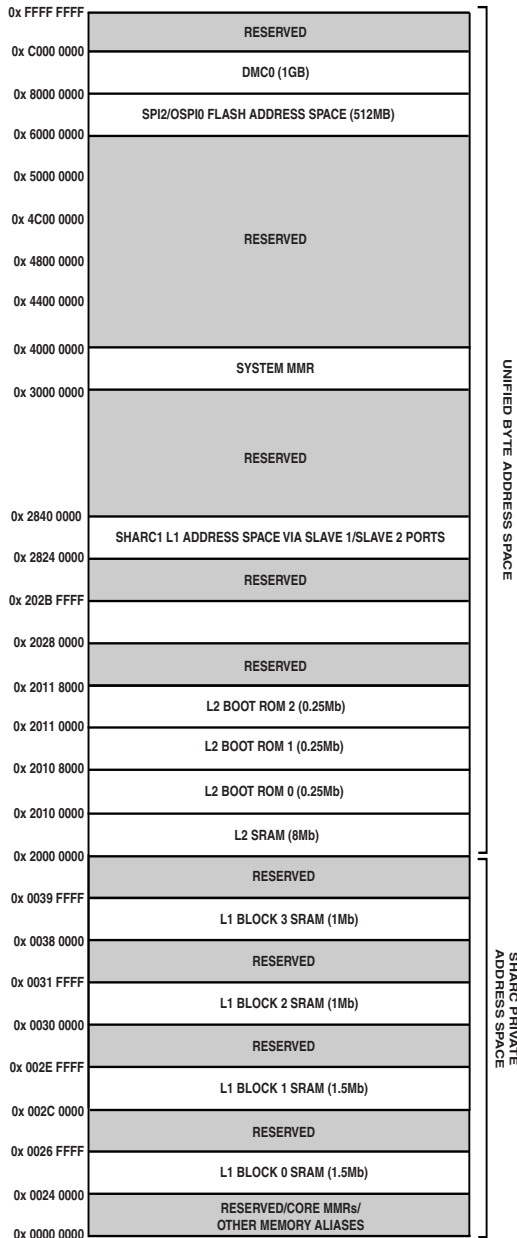 0x FFFF FFFF
RESERVED
0x C000 0000
DMC0 (1GB)
0x 8000 0000
SPI2/OSPI0 FLASH ADDRESS SPACE (512MB)
0x 6000 0000
0x 5000 0000
0x 4C00 0000
RESERVED
0x 4800 0000
0x 4400 0000
0x 4000 0000
SYSTEM MMR
0x 3000 0000
RESERVED
0x 2840 0000
SHARC1 L1 ADDRESS SPACE VIA SLAVE 1/SLAVE 2 PORTS
0x 2824 0000
RESERVED
0x 202B FFFF
0x 2028 0000
RESERVED
0x 2011 8000
L2 BOOT ROM 2 (0.25Mb)
0x 2011 0000
L2 BOOT ROM 1 (0.25Mb)
0x 2010 8000
L2 BOOT ROM 0 (0.25Mb)
0x 2010 0000
L2 SRAM (8Mb)
0x 2000 0000
RESERVED
0x 0039 FFFF
L1 BLOCK 3 SRAM (1Mb)
0x 0038 0000
RESERVED
0x 0031 FFFF
L1 BLOCK 2 SRAM (1Mb)
0x 0030 0000
RESERVED
0x 002E FFFF
L1 BLOCK 1 SRAM (1.5Mb)
0x 002C 0000
RESERVED
0x 0026 FFFF
L1 BLOCK 0 SRAM (1.5Mb)
0x 0024 0000
RESERVED/CORE MMRs/
OTHER MEMORY ALIASES
0x 0000 0000
UNIFIED BYTE ADDRESS SPACE
SHARC PRIVATE
ADDRESS SPACE